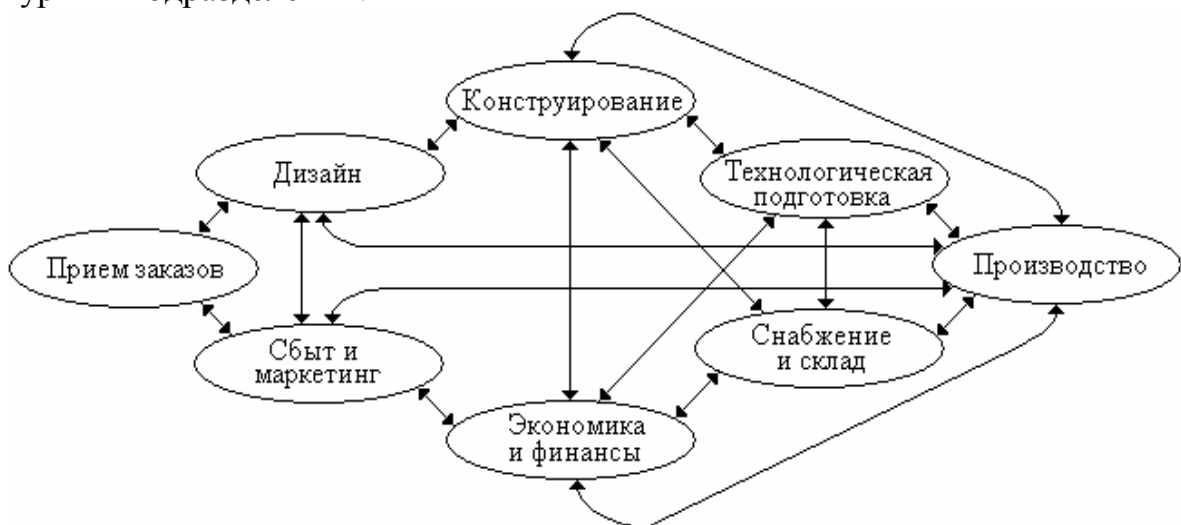 Конструирование
Дизайн
Технологическая
подготовка
Прием заказов
Производство
Сбыт и
маркетинг
Снабжение
и склад
Экономика
и финансы